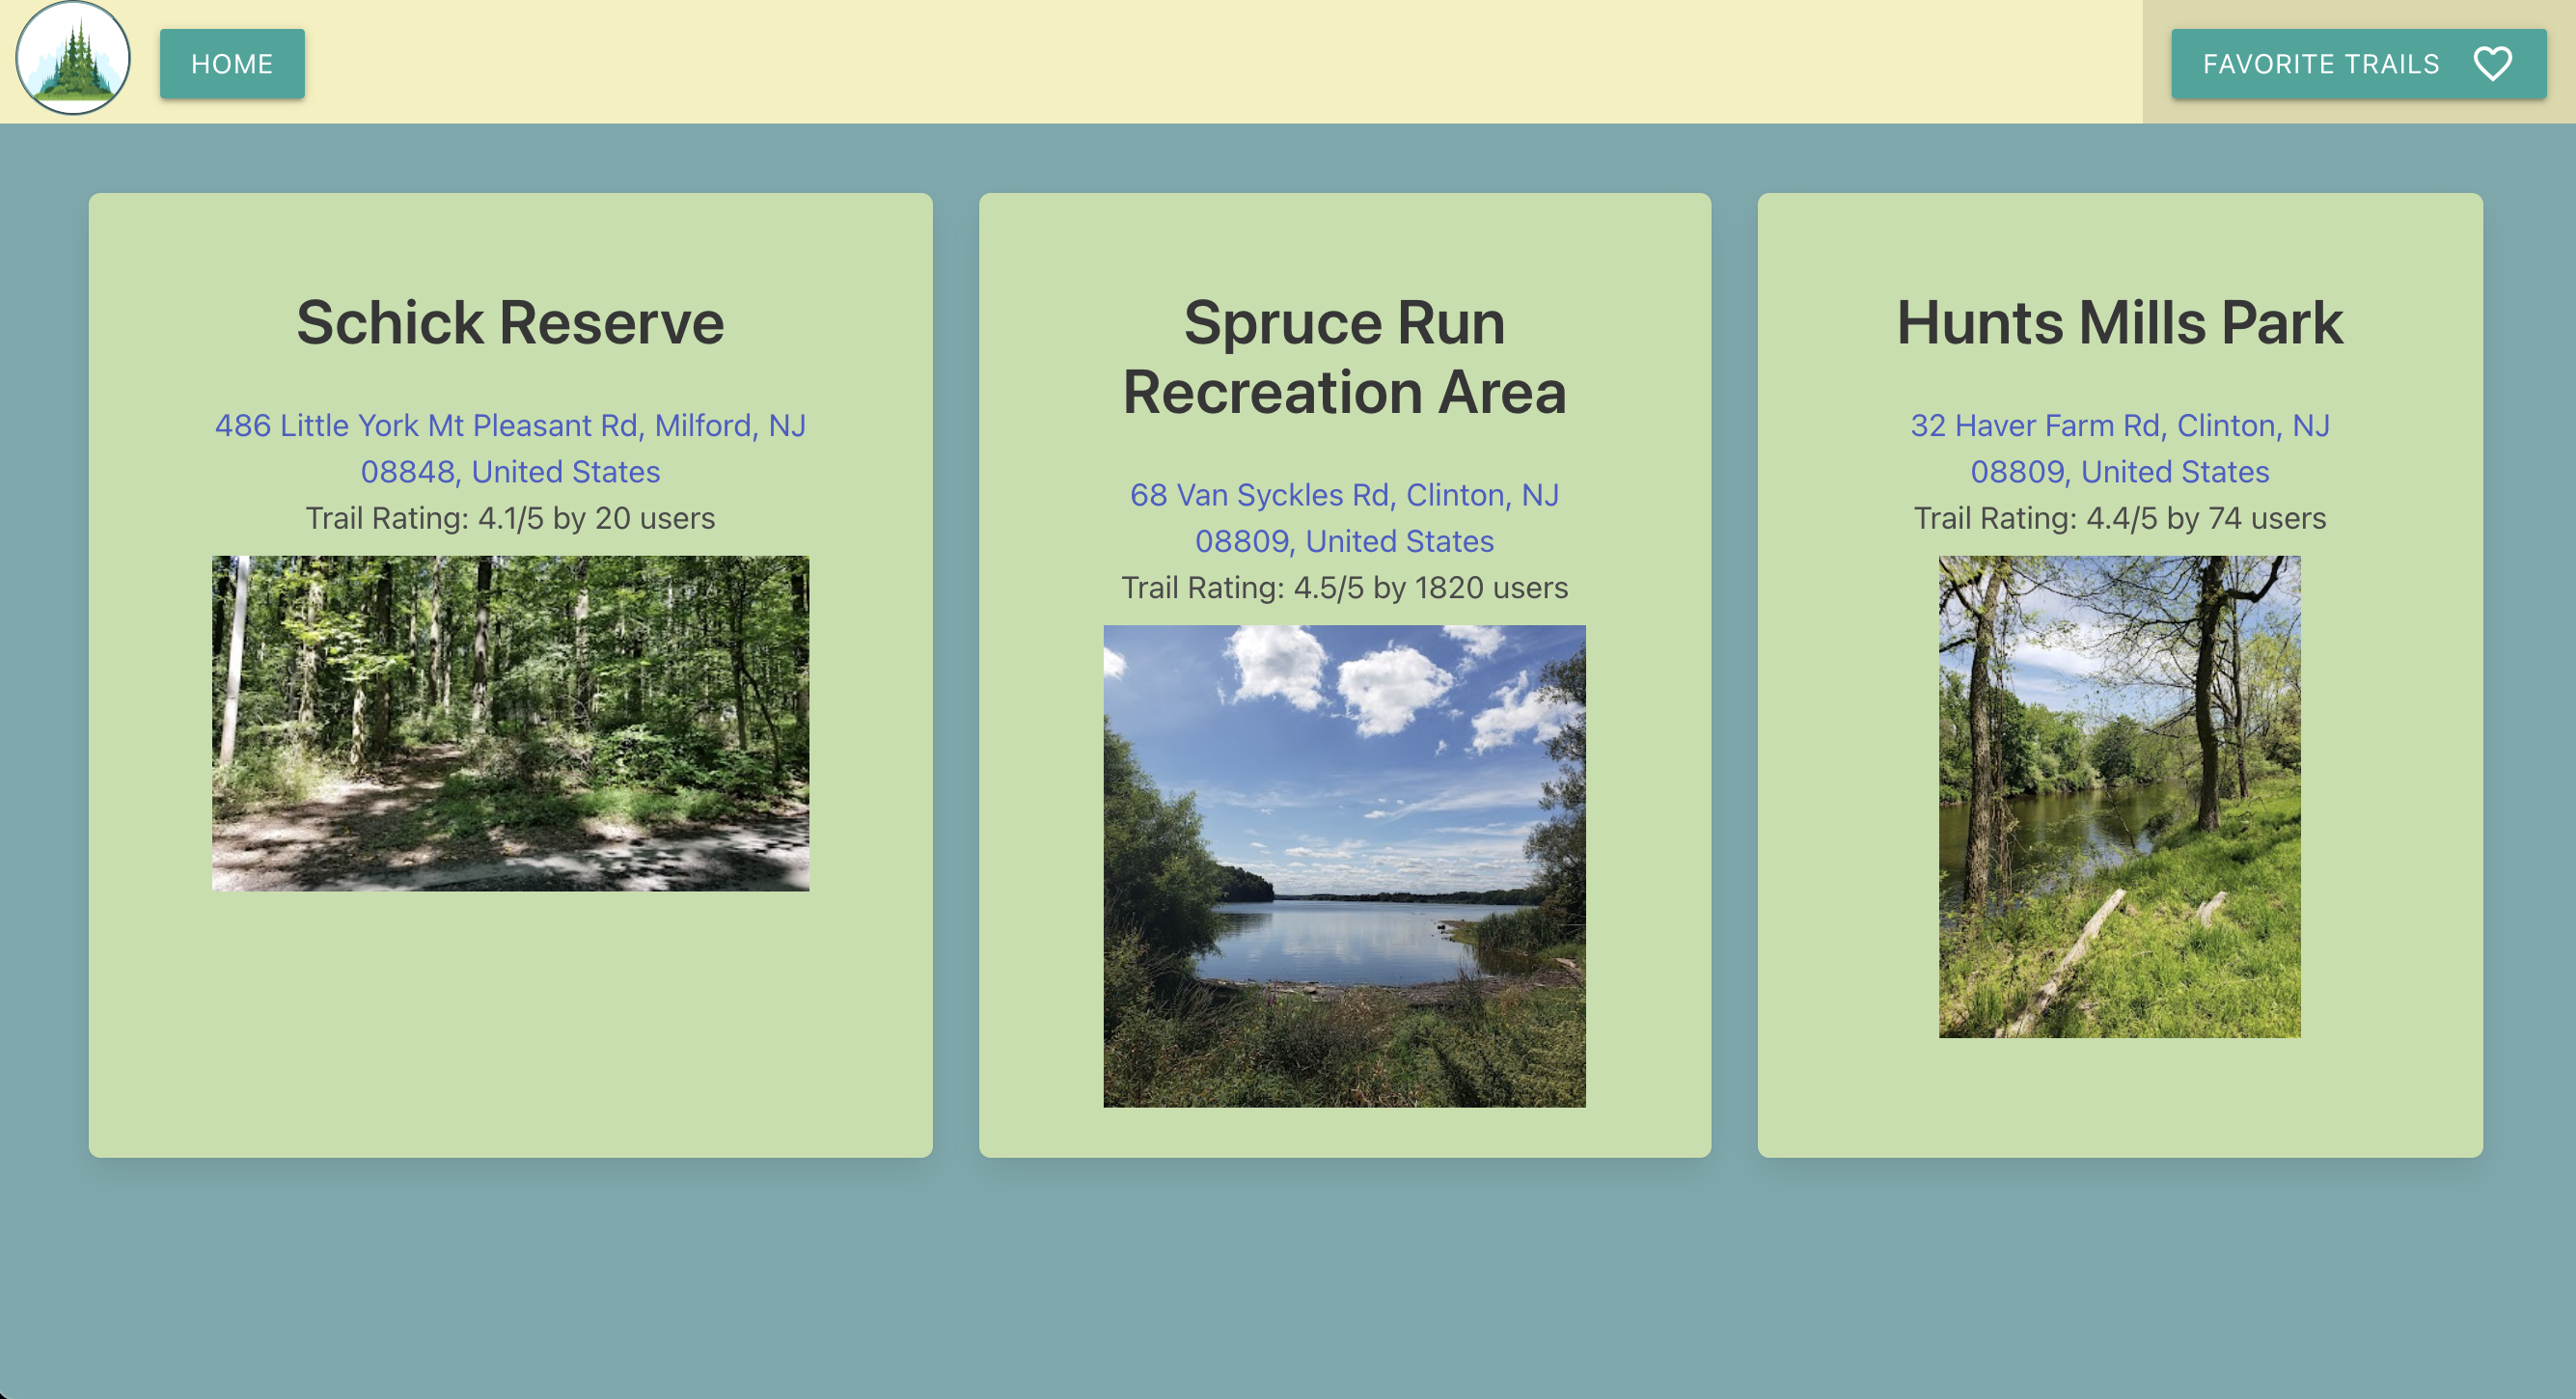 HOME
FAVORITE TRAILS
Schick Reserve
486 Little York Mt Pleasant Rd, Milford, NJ
08848, United States
Trail Rating: 4.1/5 by 20 users
Spruce Run
Recreation Area
68 Van Syckles Rd, Clinton, NJ
08809, United States
Trail Rating: 4.5/5 by 1820 users
Hunts Mills Park
32 Haver Farm Rd, Clinton, NJ
08809, United States
Trail Rating: 4.4/5 by 74 users